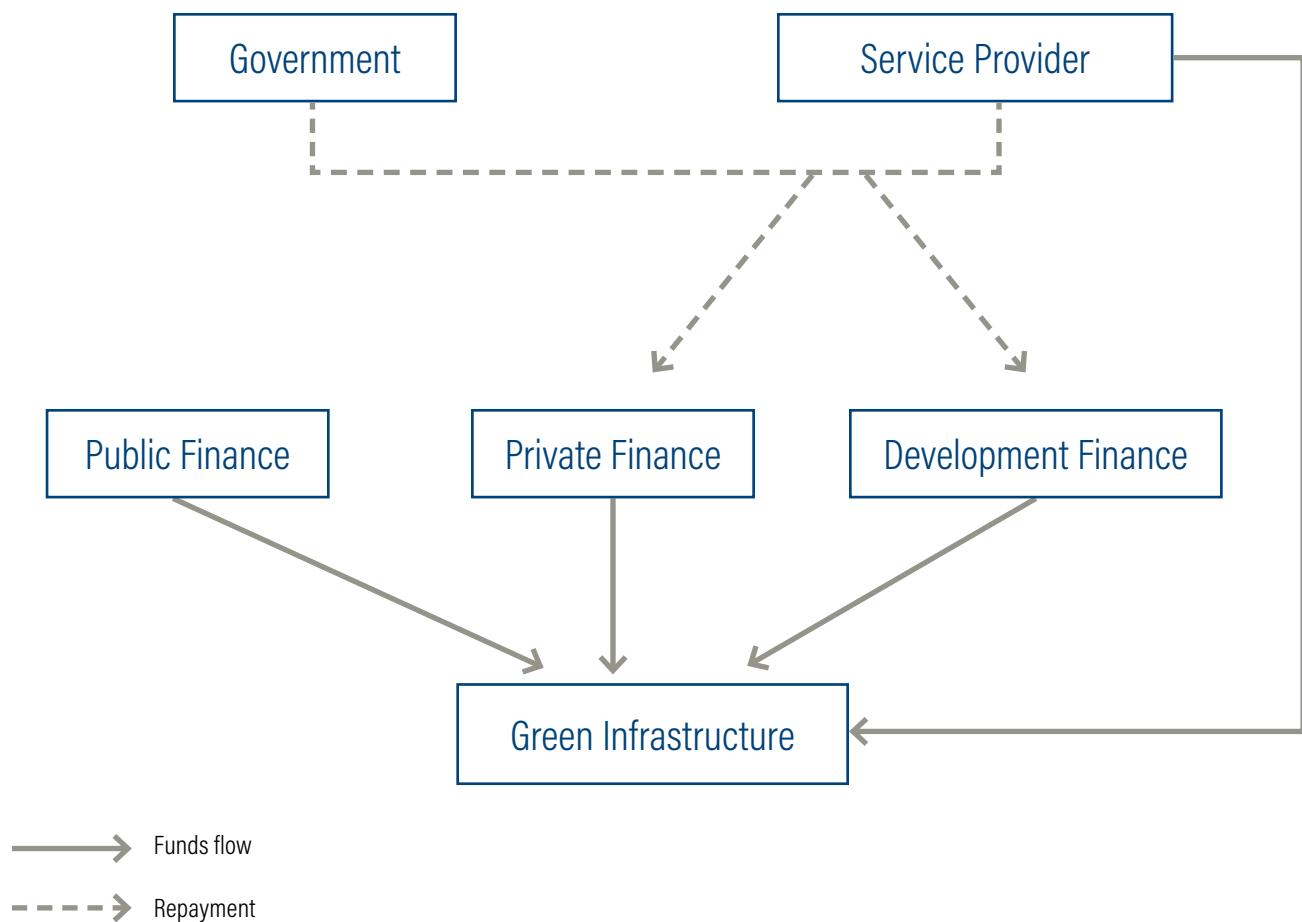 Government
Service Provider
Public Finance
Private Finance
Development Finance
Green Infrastructure
Funds flow
Repayment